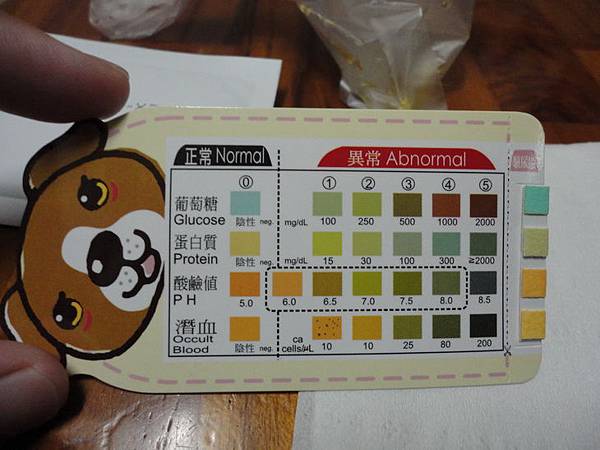 正常 Normal 異常 Abnormal
⓪ ① ② ③ ④ ⑤
葡萄糖
Glucose 陰性 neg. mg/dL 100 250 500 1000 2000
蛋白質
Protein 陰性 neg. mg/dL 15 30 100 300 ≥2000
酸鹼值
PH 5.0 6.0 6.5 7.0 7.5 8.0 8.5
潛血
Occult
Blood 陰性 neg. ca
cells/μL 10 10 25 80 200